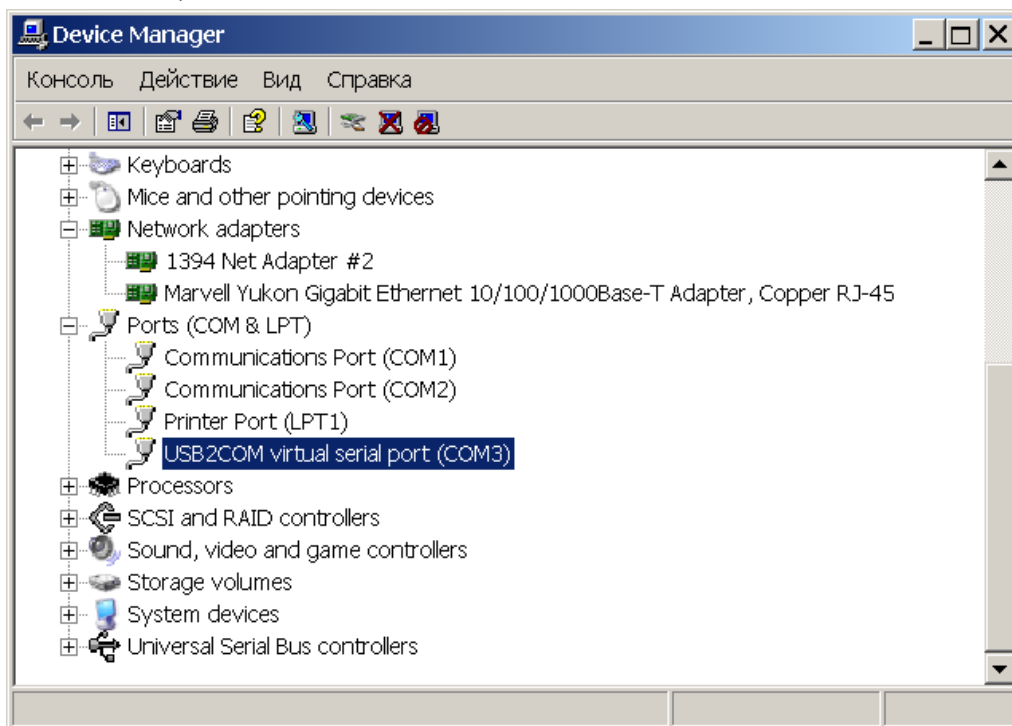 Device Manager
Консоль Действие Вид Справка
Keyboards
Mice and other pointing devices
Network adapters
1394 Net Adapter #2
Marvell Yukon Gigabit Ethernet 10/100/1000Base-T Adapter, Copper RJ-45
Ports (COM & LPT)
Communications Port (COM1)
Communications Port (COM2)
Printer Port (LPT1)
USB2COM virtual serial port (COM3)
Processors
SCSI and RAID controllers
Sound, video and game controllers
Storage volumes
System devices
Universal Serial Bus controllers